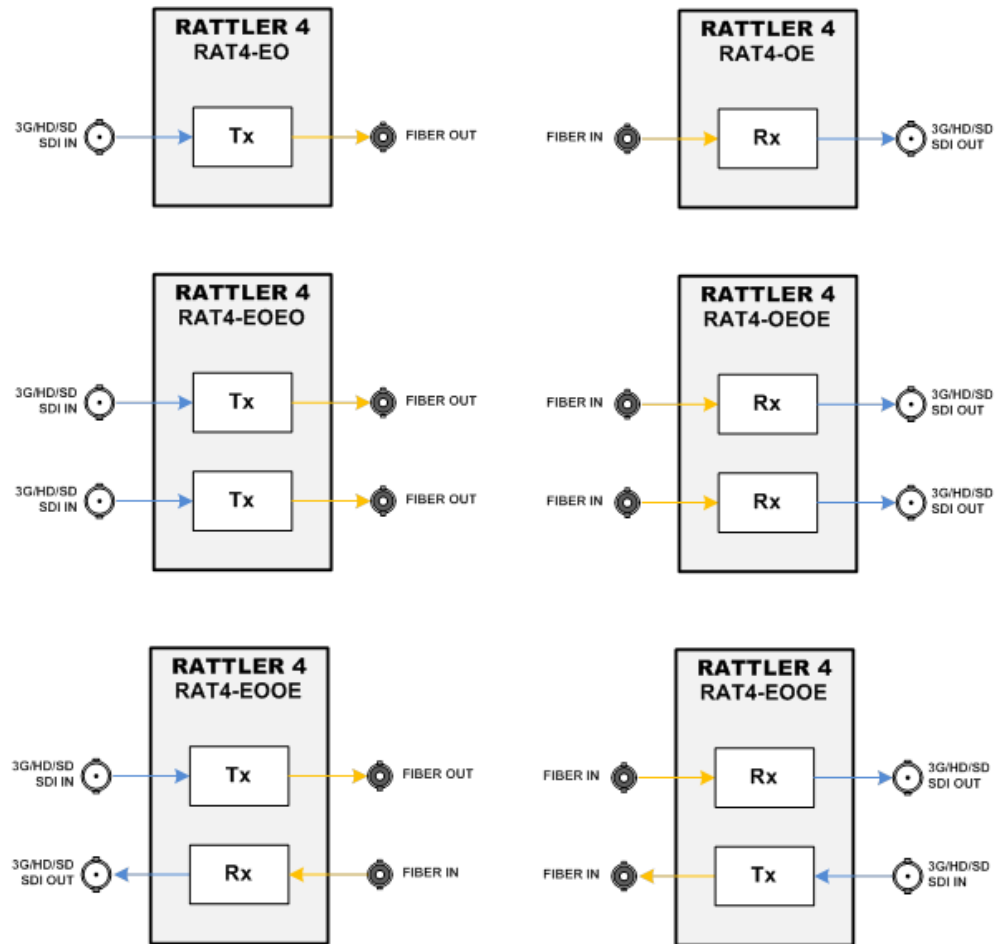 RATTLER 4
RAT4-EO
3G/HD/SD
SDI IN
Tx
FIBER OUT
RATTLER 4
RAT4-OE
FIBER IN
Rx
3G/HD/SD
SDI OUT
RATTLER 4
RAT4-EOEO
3G/HD/SD
SDI IN
Tx
FIBER OUT
3G/HD/SD
SDI IN
Tx
FIBER OUT
RATTLER 4
RAT4-OEOE
FIBER IN
Rx
3G/HD/SD
SDI OUT
FIBER IN
Rx
3G/HD/SD
SDI OUT
RATTLER 4
RAT4-EOOE
3G/HD/SD
SDI IN
Tx
FIBER OUT
3G/HD/SD
SDI OUT
Rx
FIBER IN
RATTLER 4
RAT4-EOOE
FIBER IN
Rx
3G/HD/SD
SDI OUT
FIBER IN
Tx
3G/HD/SD
SDI IN